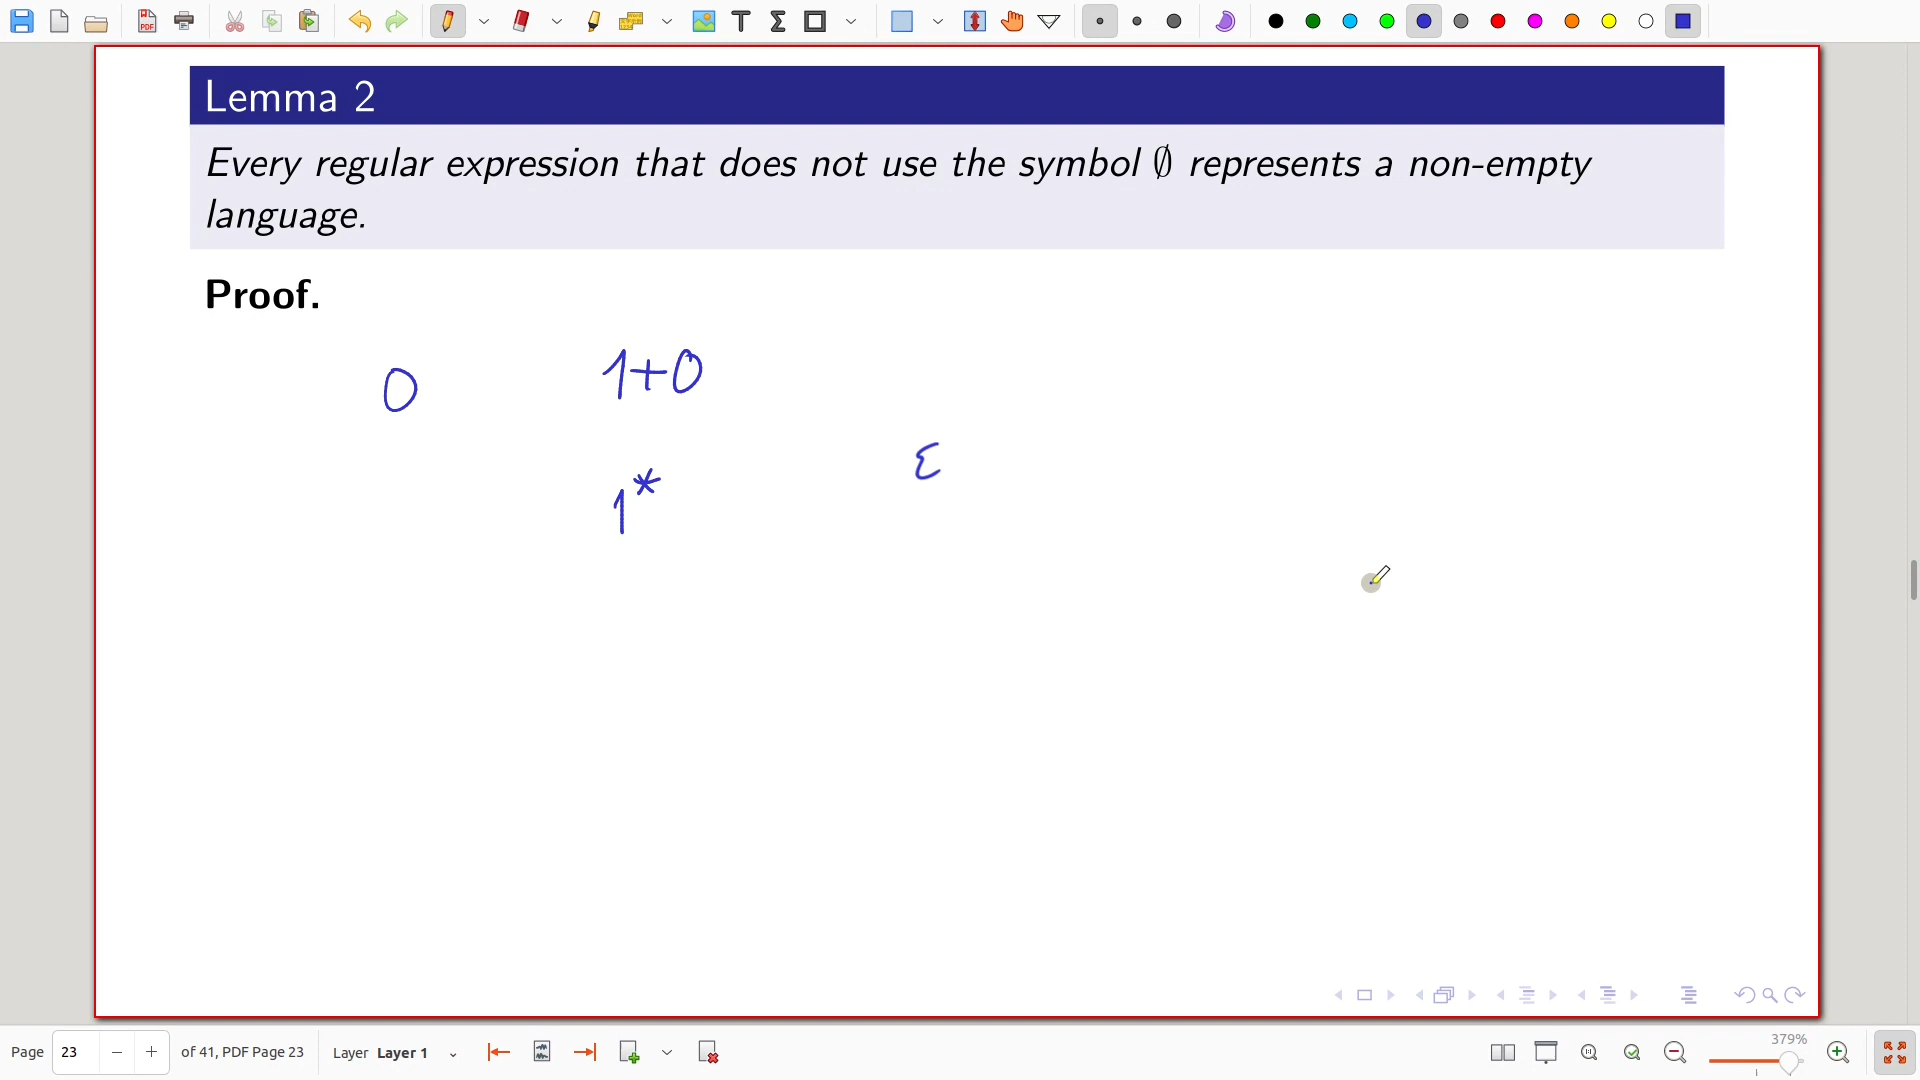 Lemma 2
Every regular expression that does not use the symbol ∅ represents a non-empty
language.
Proof.
0
1+0
ε
1*
Page 23 of 41, PDF Page 23 Layer Layer 1 379%